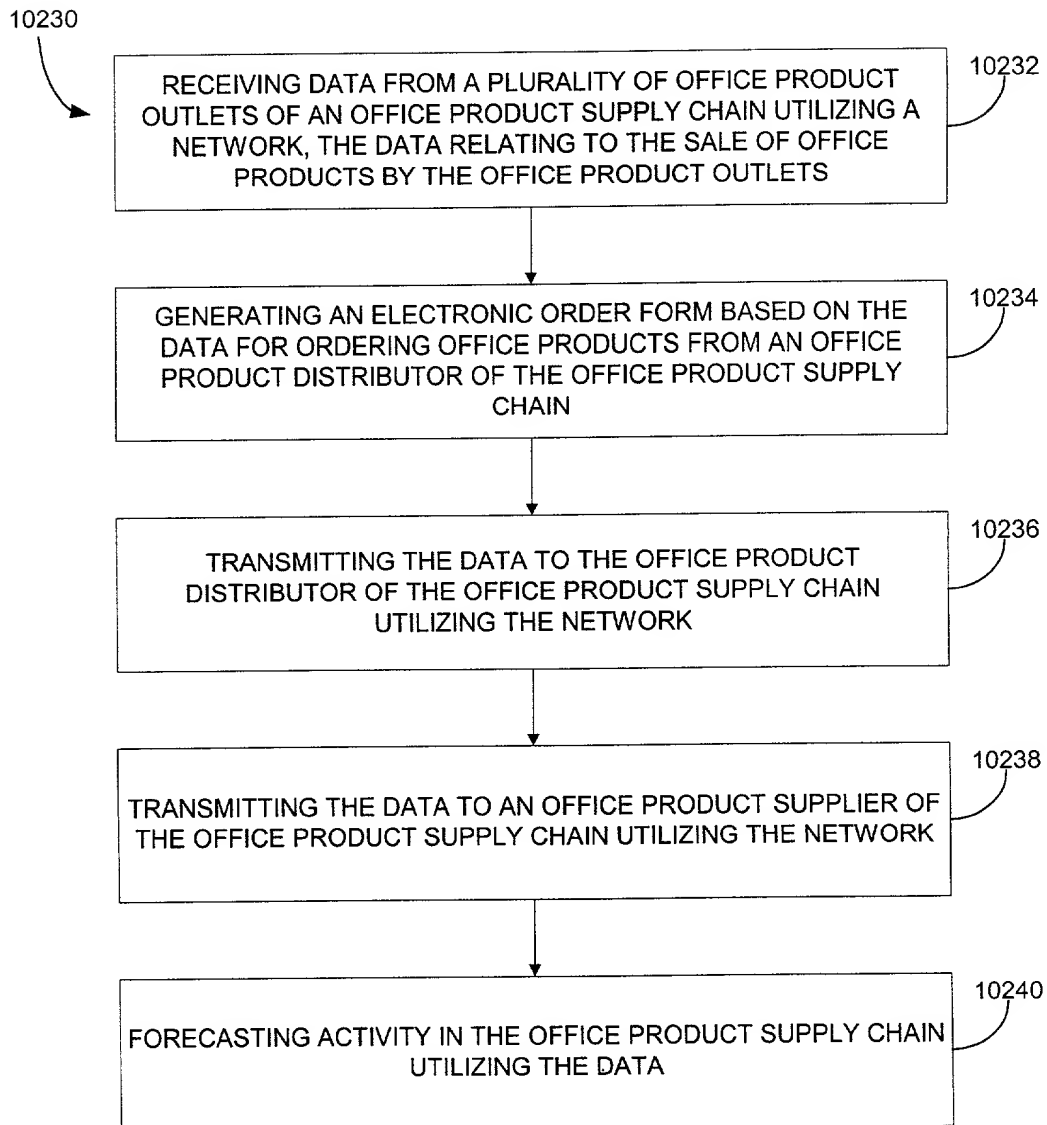 10230
RECEIVING DATA FROM A PLURALITY OF OFFICE PRODUCT
OUTLETS OF AN OFFICE PRODUCT SUPPLY CHAIN UTILIZING A
NETWORK, THE DATA RELATING TO THE SALE OF OFFICE
PRODUCTS BY THE OFFICE PRODUCT OUTLETS
10232
GENERATING AN ELECTRONIC ORDER FORM BASED ON THE
DATA FOR ORDERING OFFICE PRODUCTS FROM AN OFFICE
PRODUCT DISTRIBUTOR OF THE OFFICE PRODUCT SUPPLY
CHAIN
10234
TRANSMITTING THE DATA TO THE OFFICE PRODUCT
DISTRIBUTOR OF THE OFFICE PRODUCT SUPPLY CHAIN
UTILIZING THE NETWORK
10236
TRANSMITTING THE DATA TO AN OFFICE PRODUCT SUPPLIER OF
THE OFFICE PRODUCT SUPPLY CHAIN UTILIZING THE NETWORK
10238
FORECASTING ACTIVITY IN THE OFFICE PRODUCT SUPPLY CHAIN
UTILIZING THE DATA
10240